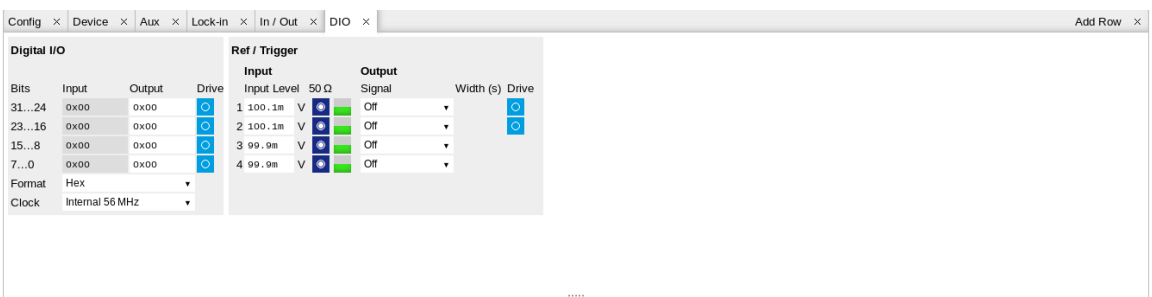 Config × Device × Aux × Lock-in × In / Out × DIO × Add Row ×
Digital I/O Ref / Trigger
Input Output
Bits Input Output Drive Input Level 50 Ω Signal Width (s) Drive
31...24 0x00 0x00 1 100.1m V Off
23...16 0x00 0x00 2 100.1m V Off
15...8 0x00 0x00 3 99.9m V Off
7...0 0x00 0x00 4 99.9m V Off
Format Hex
Clock Internal 56 MHz